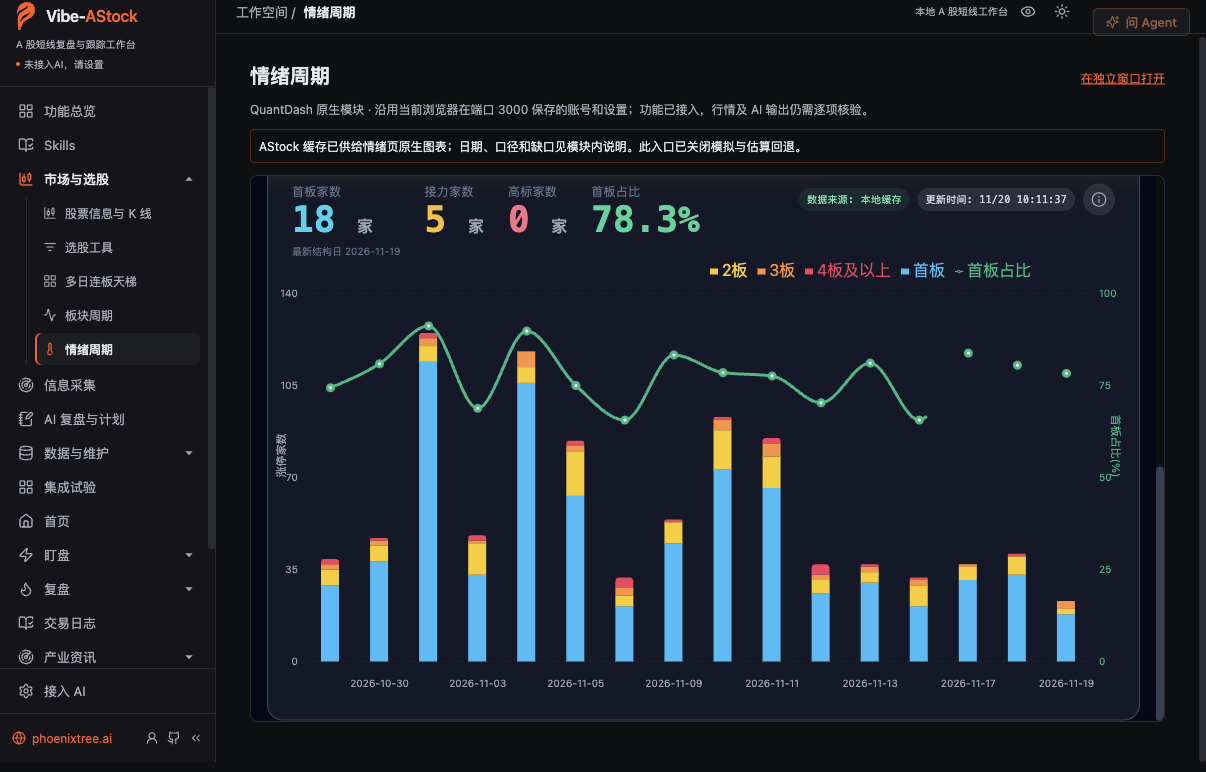 Vibe-AStock
A 股短线复盘与跟踪工作台
未接入AI，请设置
功能总览
Skills
市场与选股
股票信息与 K 线
选股工具
多日连板天梯
板块周期
情绪周期
信息采集
AI 复盘与计划
数据与维护
集成试验
首页
盯盘
复盘
交易日志
产业资讯
接入 AI
phoenixtree.ai
工作空间 / 情绪周期
本地 A 股短线工作台
问 Agent
情绪周期
在独立窗口打开
QuantDash 原生模块 · 沿用当前浏览器在端口 3000 保存的账号和设置；功能已接入，行情及 AI 输出仍需逐项核验。
AStock 缓存已供给情绪页原生图表；日期、口径和缺口见模块内说明。此入口已关闭模拟与估算回退。
首板家数 接力家数 高标家数 首板占比
18 家 5 家 0 家 78.3%
最新结构日 2026-11-19
数据来源: 本地缓存 更新时间: 11/20 10:11:37
2板 3板 4板及以上 首板 首板占比
140 100
105 75
涨停家数 首板占比(%)
70 50
35 25
0 0
2026-10-30 2026-11-03 2026-11-05 2026-11-09 2026-11-11 2026-11-13 2026-11-17 2026-11-19